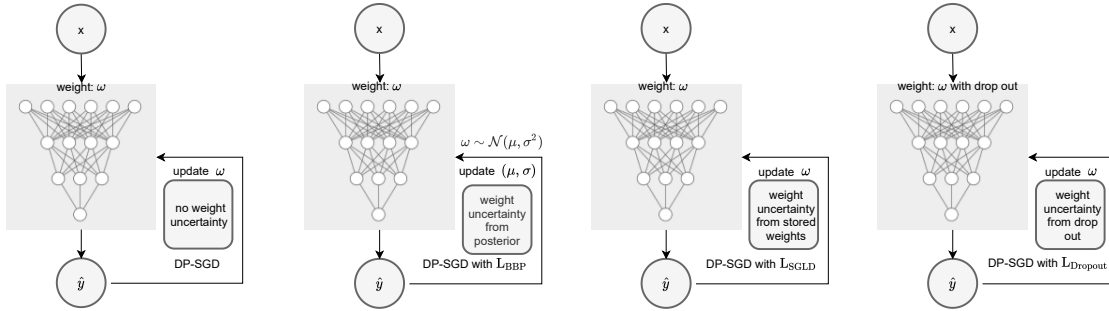 x
weight: ω
update ω
no weight
uncertainty
DP-SGD
ŷ
x
weight: ω
ω ∼ 𝒩(μ, σ²)
update (μ, σ)
weight
uncertainty
from
posterior
DP-SGD with L_BBP
ŷ
x
weight: ω
update ω
weight
uncertainty
from stored
weights
DP-SGD with L_SGLD
ŷ
x
weight: ω with drop out
update ω
weight
uncertainty
from drop
out
DP-SGD with L_Dropout
ŷ